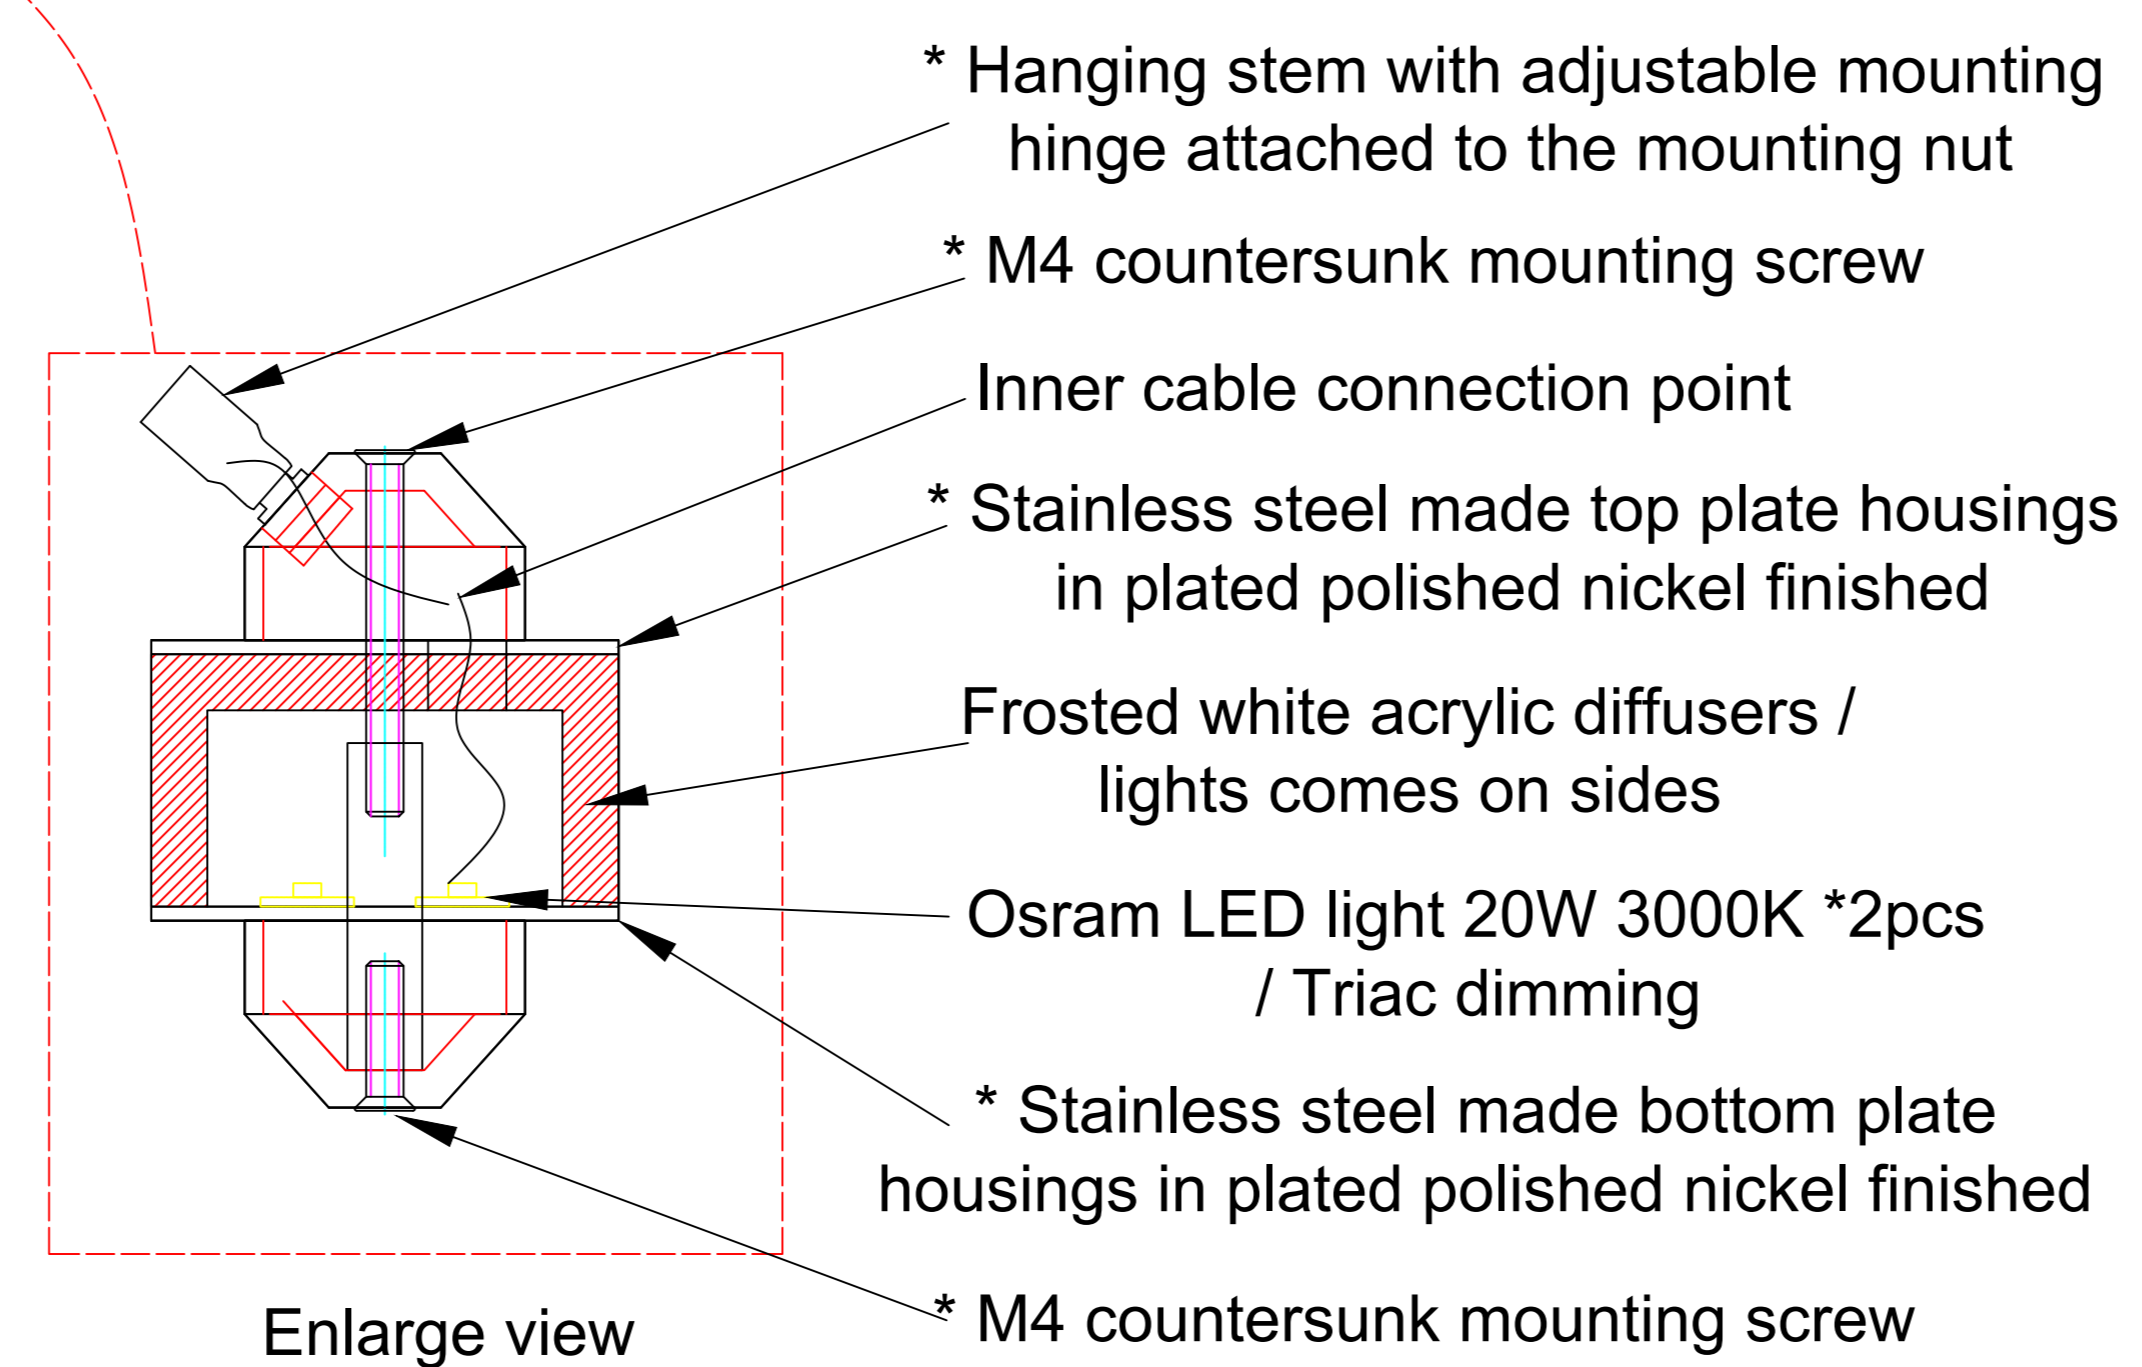 * Hanging stem with adjustable mounting
hinge attached to the mounting nut
* M4 countersunk mounting screw
Inner cable connection point
* Stainless steel made top plate housings
in plated polished nickel finished
Frosted white acrylic diffusers /
lights comes on sides
Osram LED light 20W 3000K *2pcs
/ Triac dimming
* Stainless steel made bottom plate
housings in plated polished nickel finished
* M4 countersunk mounting screw
Enlarge view